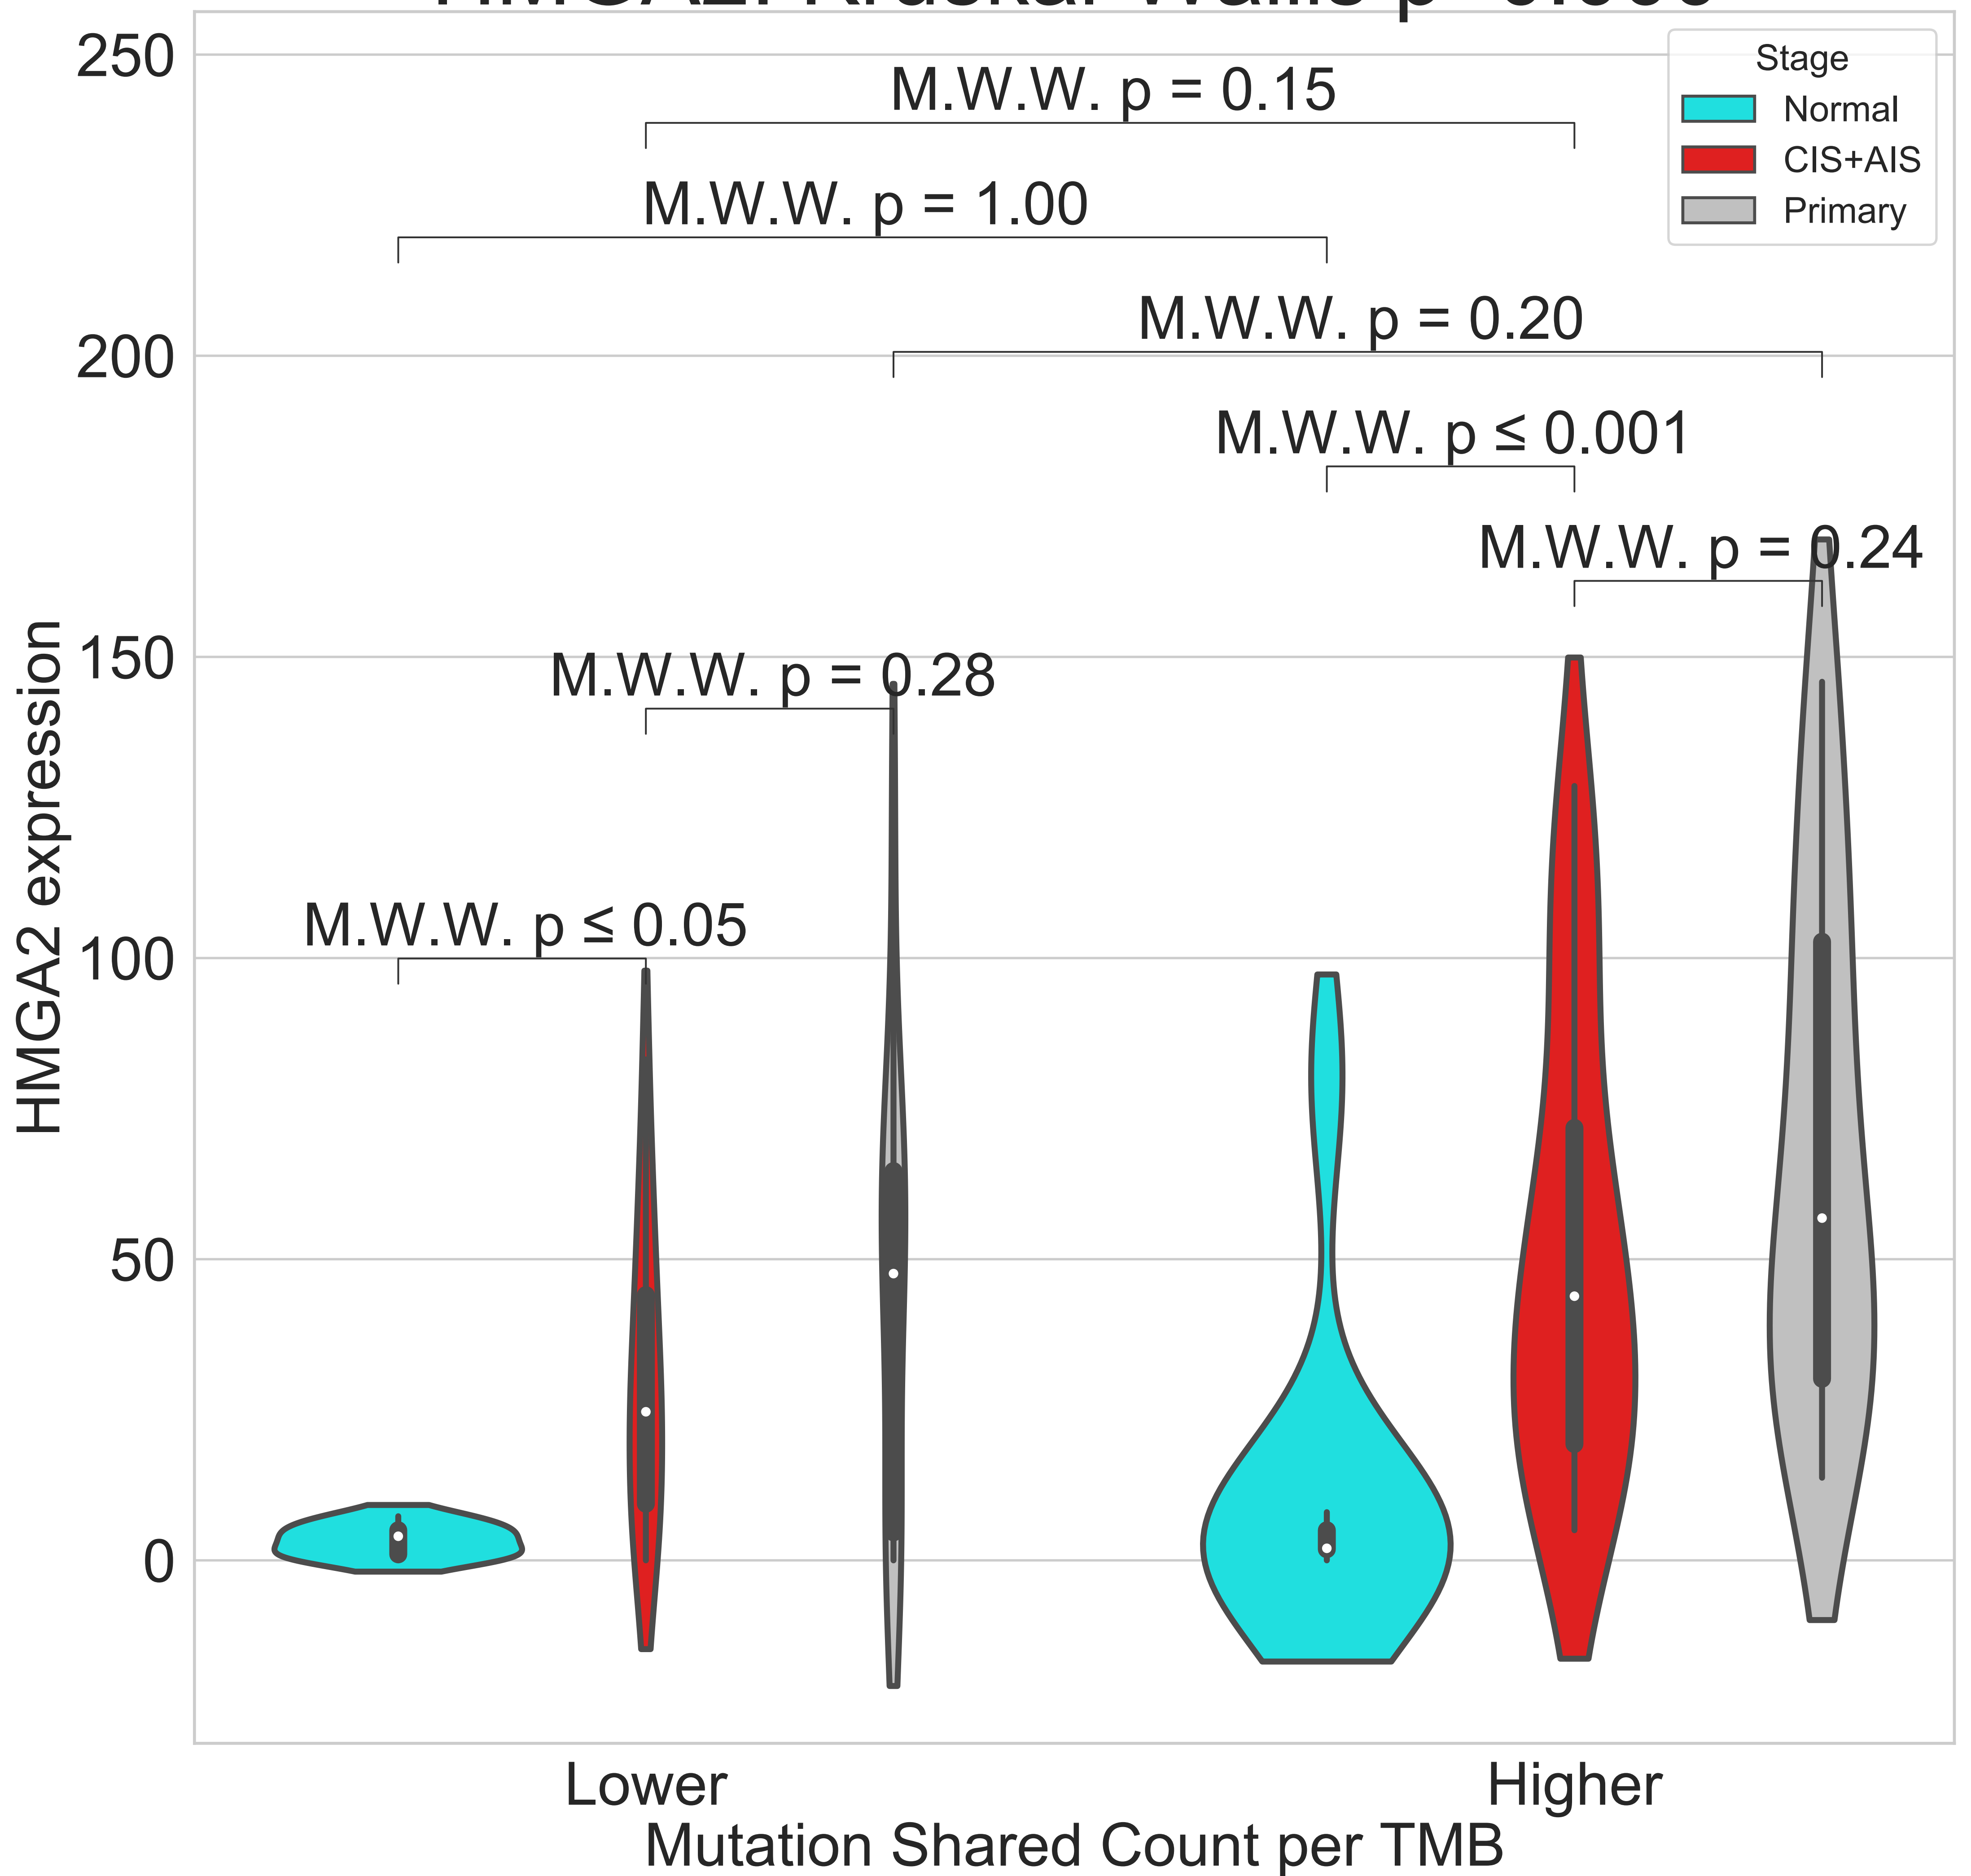 250
M.W.W. p = 0.15
Stage
Normal
CIS+AIS
Primary
M.W.W. p = 1.00
M.W.W. p = 0.20
200
M.W.W. p ≤ 0.001
M.W.W. p = 0.24
150
M.W.W. p = 0.28
M.W.W. p ≤ 0.05
100
HMGA2 expression
50
0
Lower
Higher
Mutation Shared Count per TMB